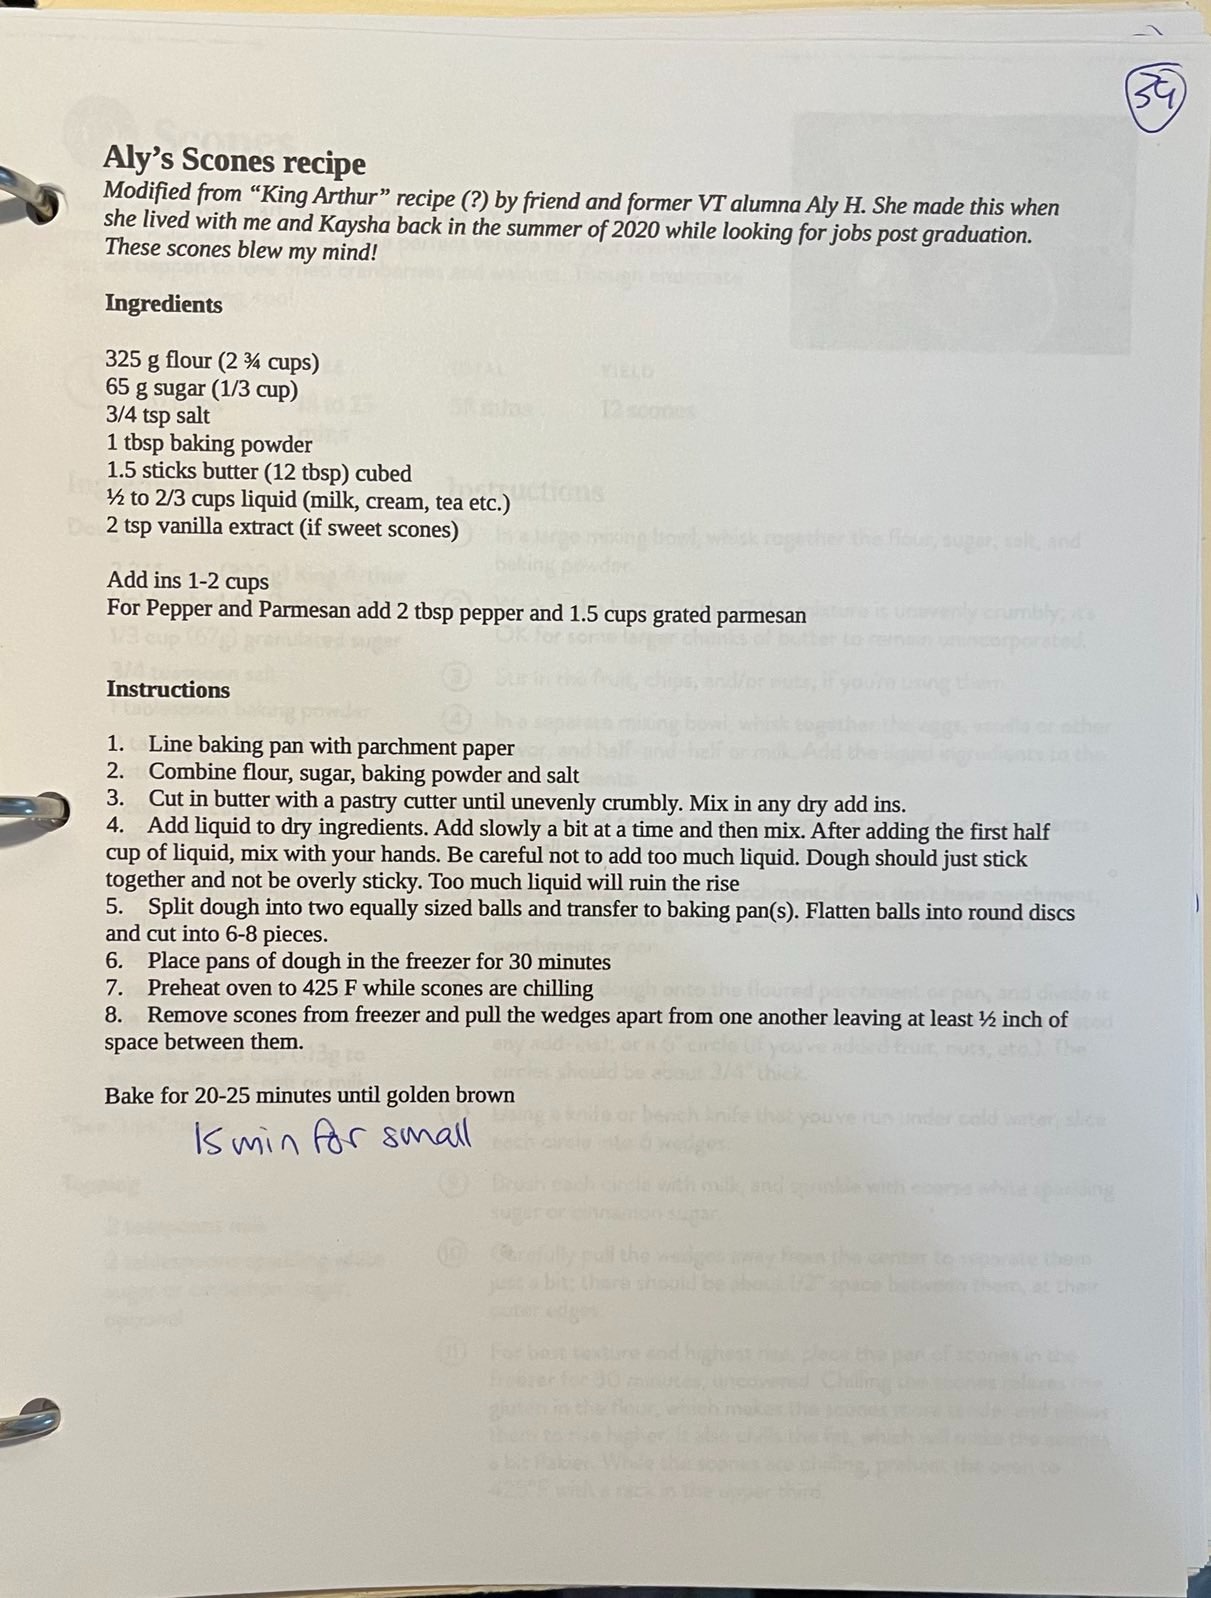 39
Aly's Scones recipe
Modified from "King Arthur" recipe (?) by friend and former VT alumna Aly H. She made this when
she lived with me and Kaysha back in the summer of 2020 while looking for jobs post graduation.
These scones blew my mind!
Ingredients
325 g flour (2 ¾ cups)
65 g sugar (1/3 cup)
3/4 tsp salt
1 tbsp baking powder
1.5 sticks butter (12 tbsp) cubed
½ to 2/3 cups liquid (milk, cream, tea etc.)
2 tsp vanilla extract (if sweet scones)
Add ins 1-2 cups
For Pepper and Parmesan add 2 tbsp pepper and 1.5 cups grated parmesan
Instructions
1. Line baking pan with parchment paper
2. Combine flour, sugar, baking powder and salt
3. Cut in butter with a pastry cutter until unevenly crumbly. Mix in any dry add ins.
4. Add liquid to dry ingredients. Add slowly a bit at a time and then mix. After adding the first half
cup of liquid, mix with your hands. Be careful not to add too much liquid. Dough should just stick
together and not be overly sticky. Too much liquid will ruin the rise
5. Split dough into two equally sized balls and transfer to baking pan(s). Flatten balls into round discs
and cut into 6-8 pieces.
6. Place pans of dough in the freezer for 30 minutes
7. Preheat oven to 425 F while scones are chilling
8. Remove scones from freezer and pull the wedges apart from one another leaving at least ½ inch of
space between them.
Bake for 20-25 minutes until golden brown
15 min for small